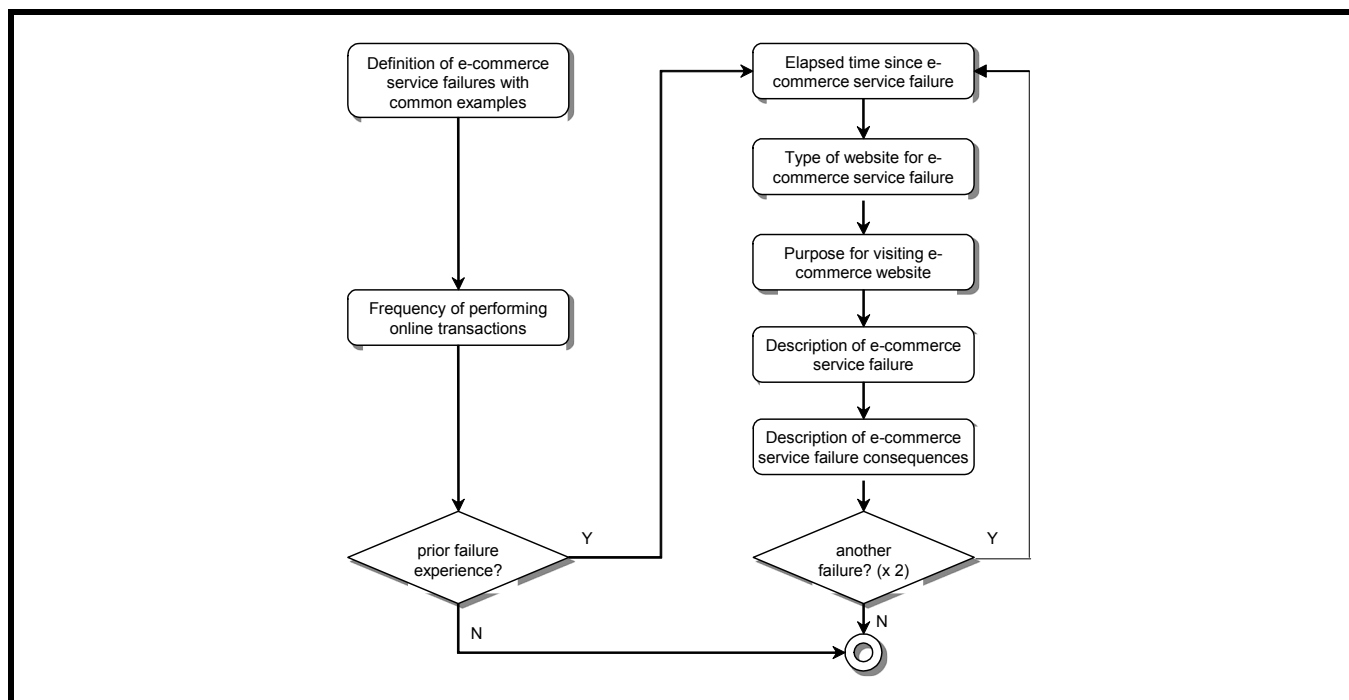 Definition of e-commerce
service failures with
common examples
Frequency of performing
online transactions
prior failure
experience?
Y
N
Elapsed time since e-
commerce service failure
Type of website for e-
commerce service failure
Purpose for visiting e-
commerce website
Description of e-commerce
service failure
Description of e-commerce
service failure consequences
another
failure? (x 2)
Y
N